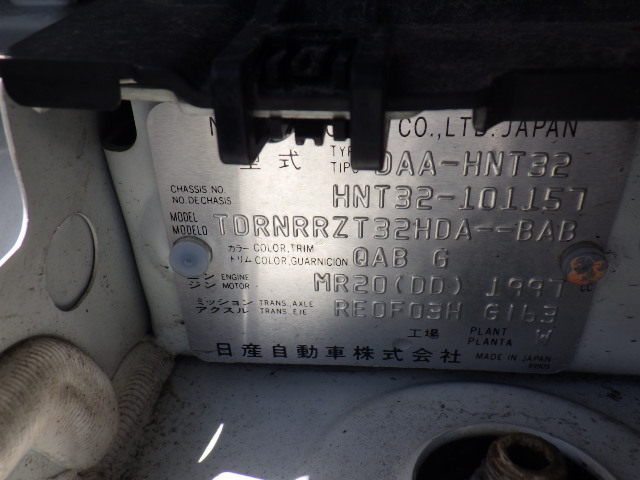 CO.,LTD. JAPAN
型式 TYPE TIPO DAA-HNT32
CHASSIS NO. NO.DECHASIS HNT32-101157
MODEL MODELO TDRNRRZT32HDA--BAB
カラー COLOR,TRIM トリム COLOR,GUARNICION QAB G
ENGINE ジン MOTOR MR20(DD) 1997 CC
ミッション TRANS.,AXLE アクスル TRANS.,EJE RE0F03H G163
工場 PLANT PLANTA W
日産自動車株式会社 MADE IN JAPAN